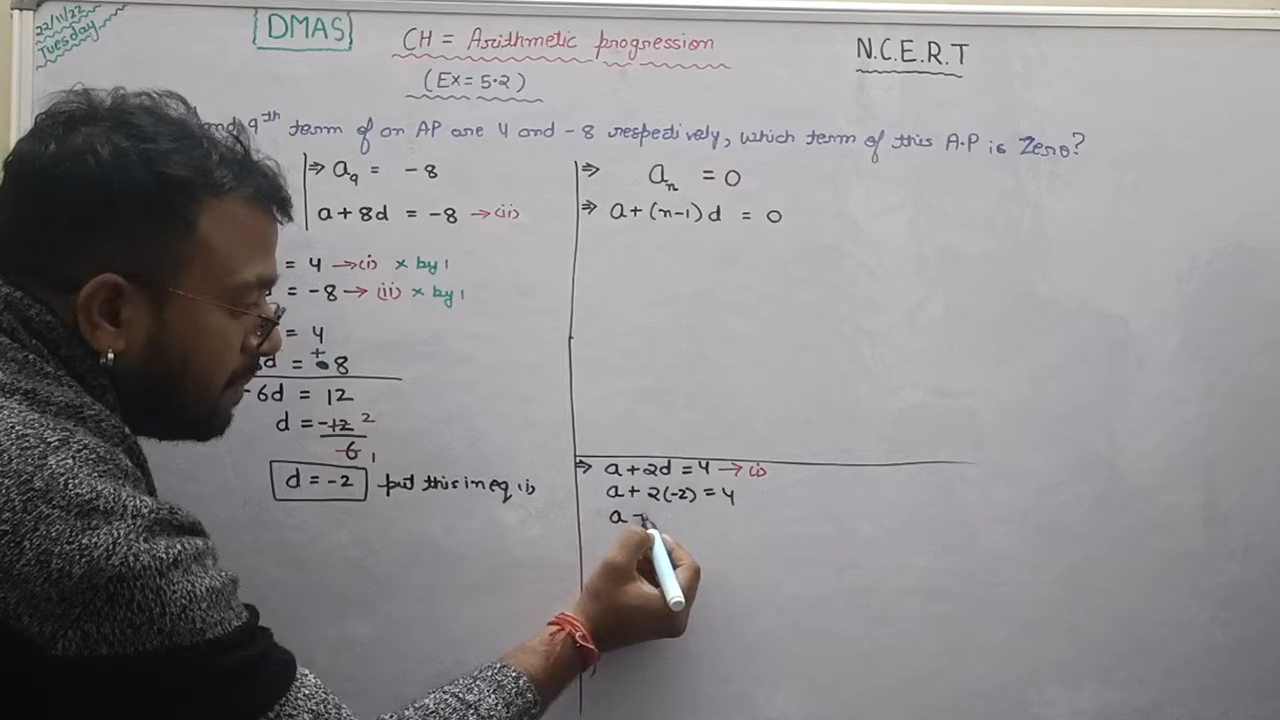 22/11/22
Tuesday
DMAS
CH = Arithmetic progression
N.C.E.R.T
(Ex = 5.2)
9th term of an AP are 4 and -8 respectively, which term of this A.P is Zero?
⇒ a9 = -8
a + 8d = -8 → (ii)
= 4 → (i) × by 1
= -8 → (ii) × by 1
= 4
8d = + 8
-6d = 12
d = -12 2
6 1
d = -2 put this in eq. (i)
⇒ an = 0
⇒ a + (n-1) d = 0
⇒ a + 2d = 4 → (i)
a + 2(-2) = 4
a -